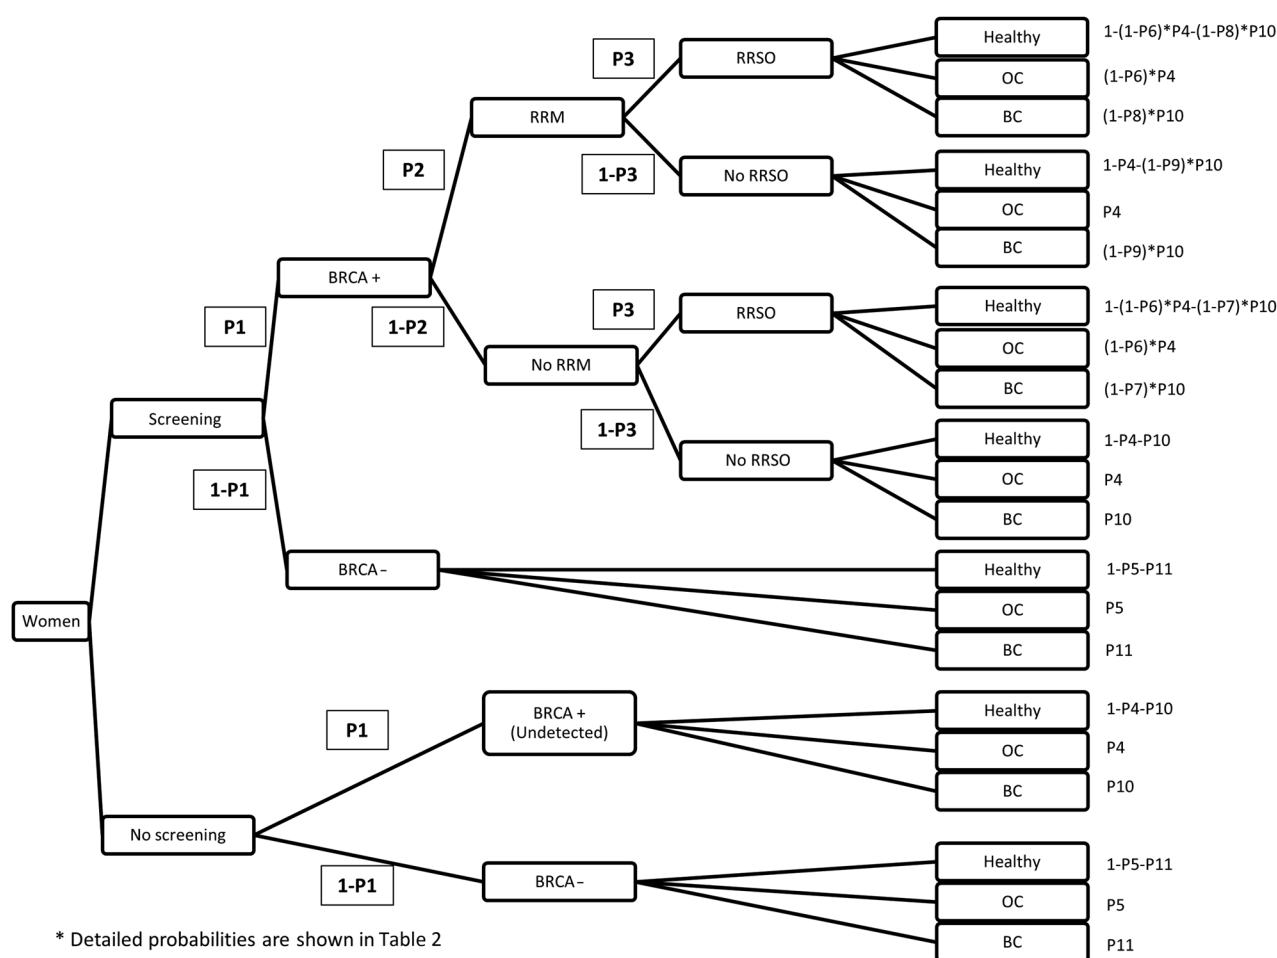 Healthy 1-(1-P6)*P4-(1-P8)*P10
P3 RRSO OC (1-P6)*P4
RRM BC (1-P8)*P10
P2 1-P3 No RRSO Healthy 1-P4-(1-P9)*P10
OC P4
BC (1-P9)*P10
BRCA +
P1 1-P2 P3 RRSO Healthy 1-(1-P6)*P4-(1-P7)*P10
OC (1-P6)*P4
No RRM BC (1-P7)*P10
Screening 1-P3 Healthy 1-P4-P10
No RRSO OC P4
1-P1 BC P10
BRCA– Healthy 1-P5-P11
Women OC P5
BC P11
P1 BRCA + Healthy 1-P4-P10
(Undetected) OC P4
BC P10
No screening Healthy 1-P5-P11
1-P1 BRCA– OC P5
BC P11
* Detailed probabilities are shown in Table 2